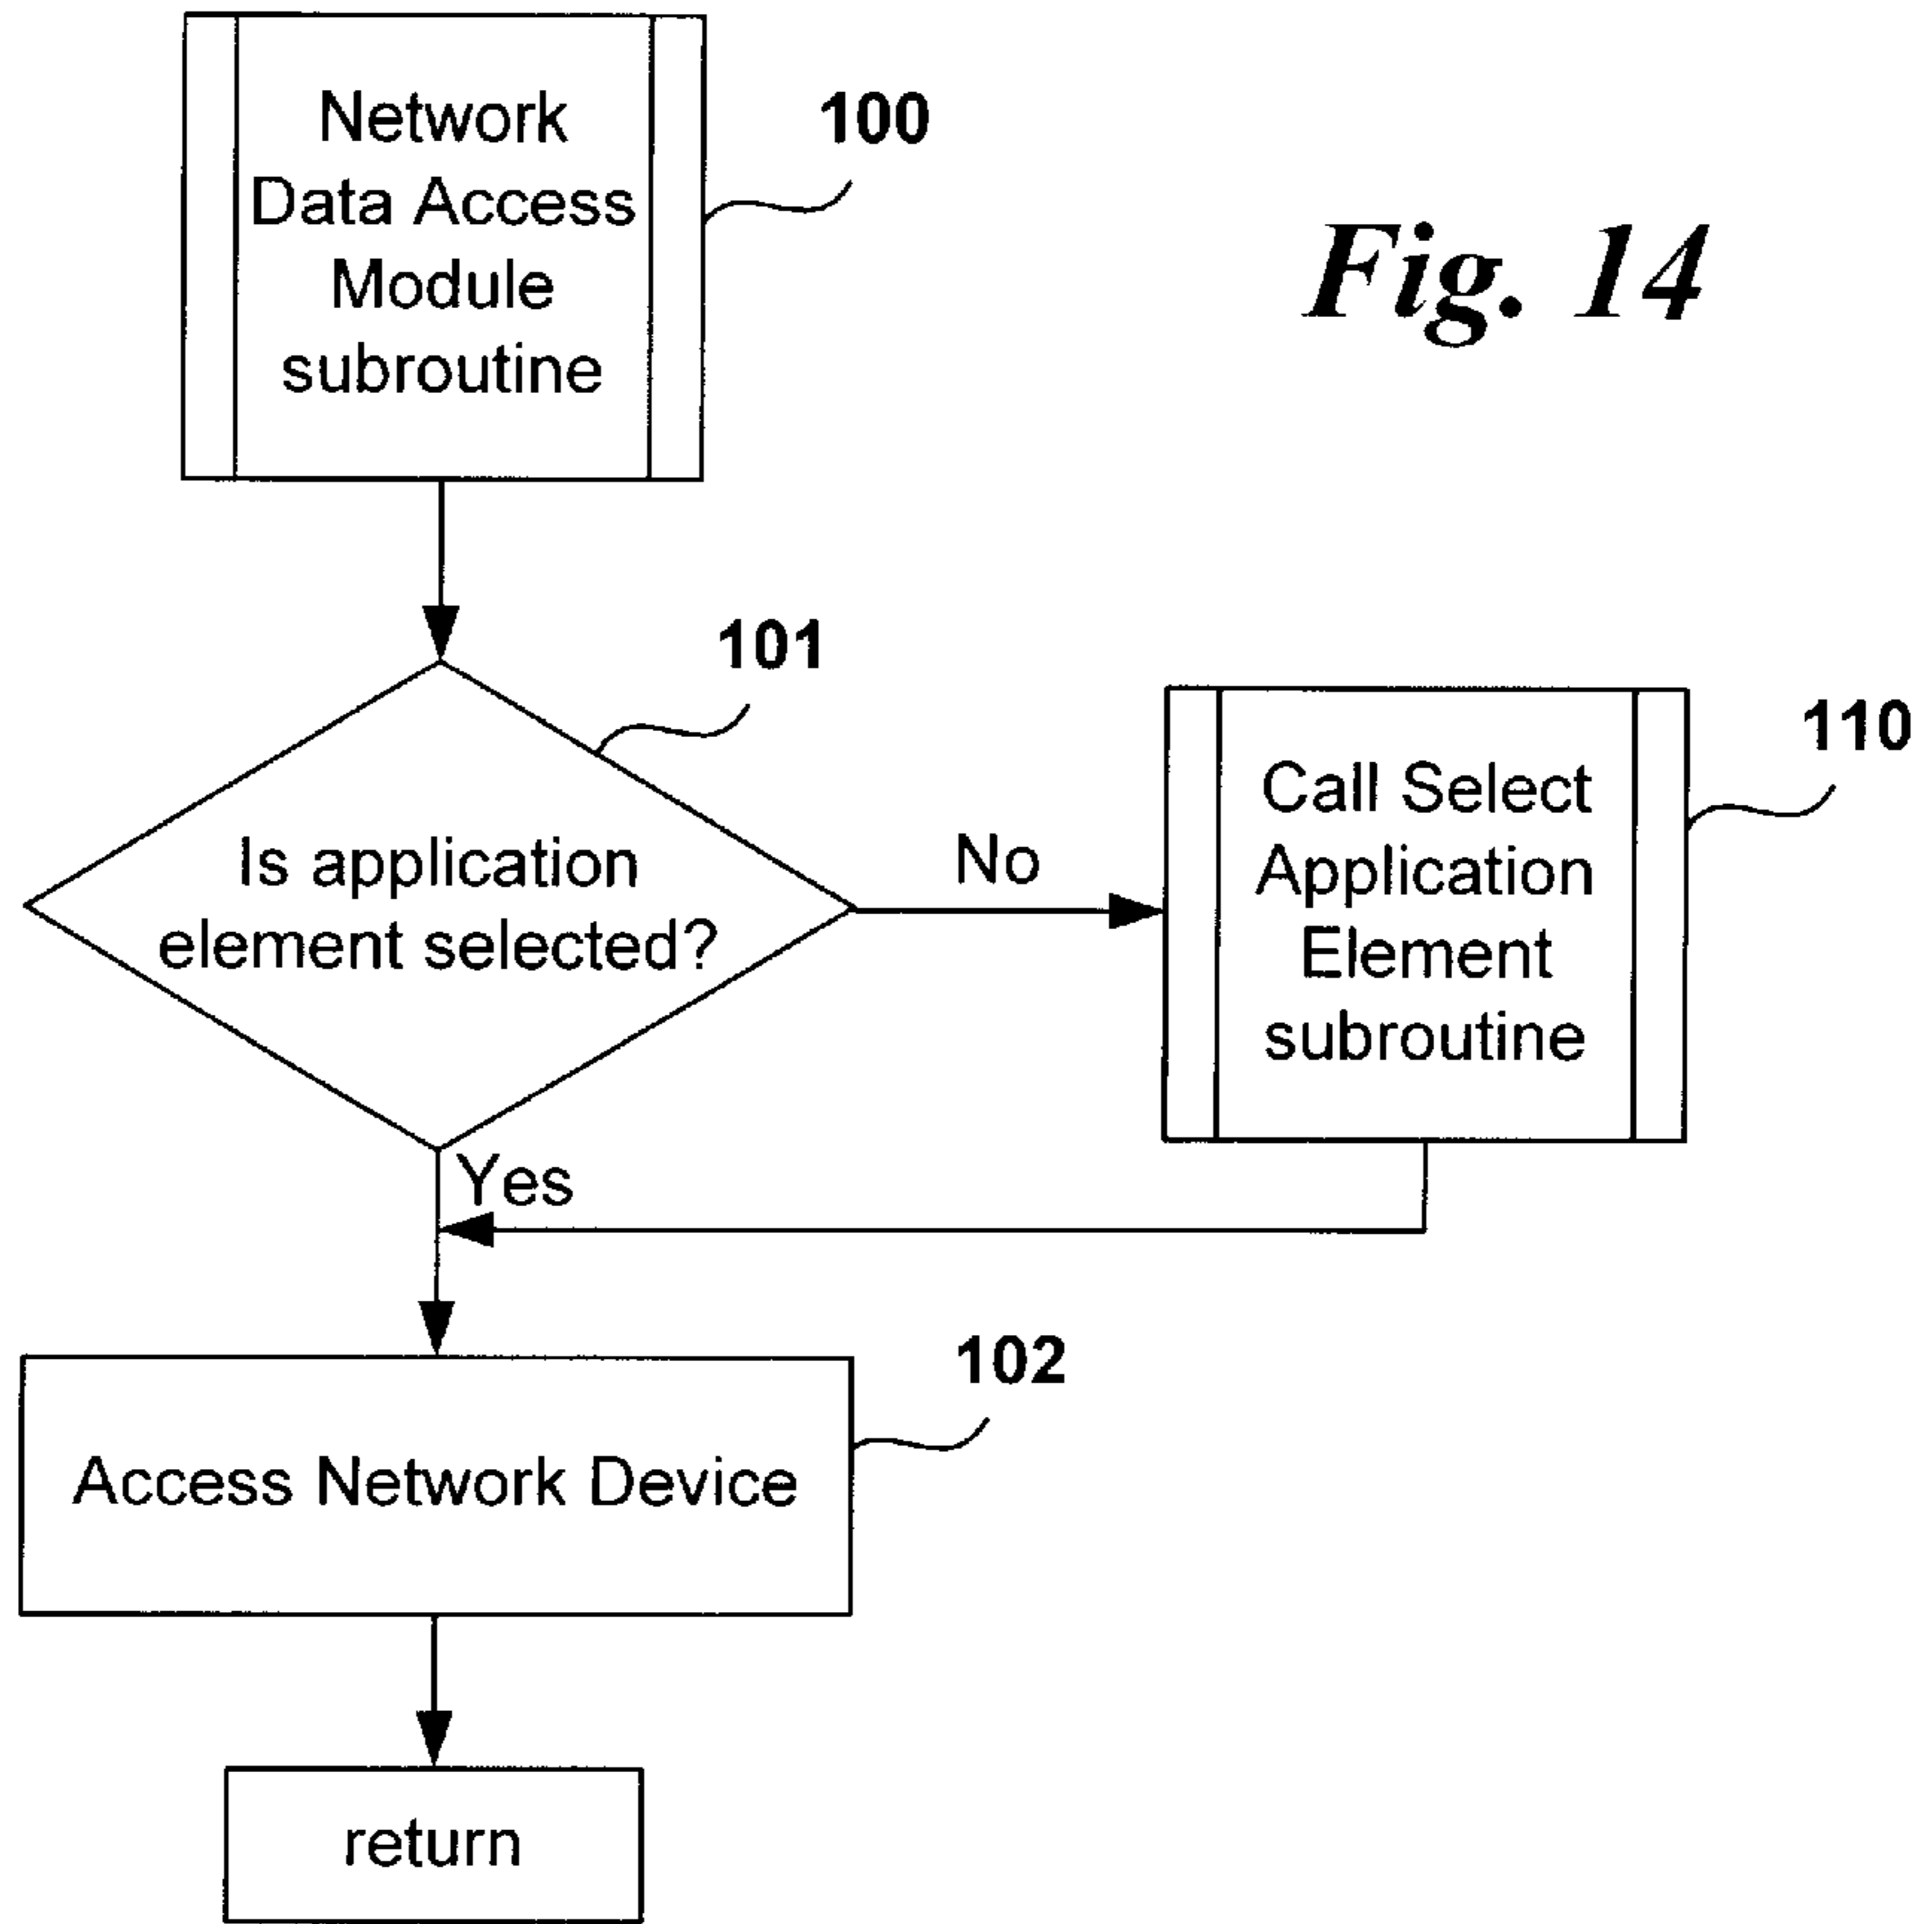 Network
Data Access
Module
subroutine
100
Fig. 14
101
Is application
element selected?
No
110
Call Select
Application
Element
subroutine
Yes
102
Access Network Device
return